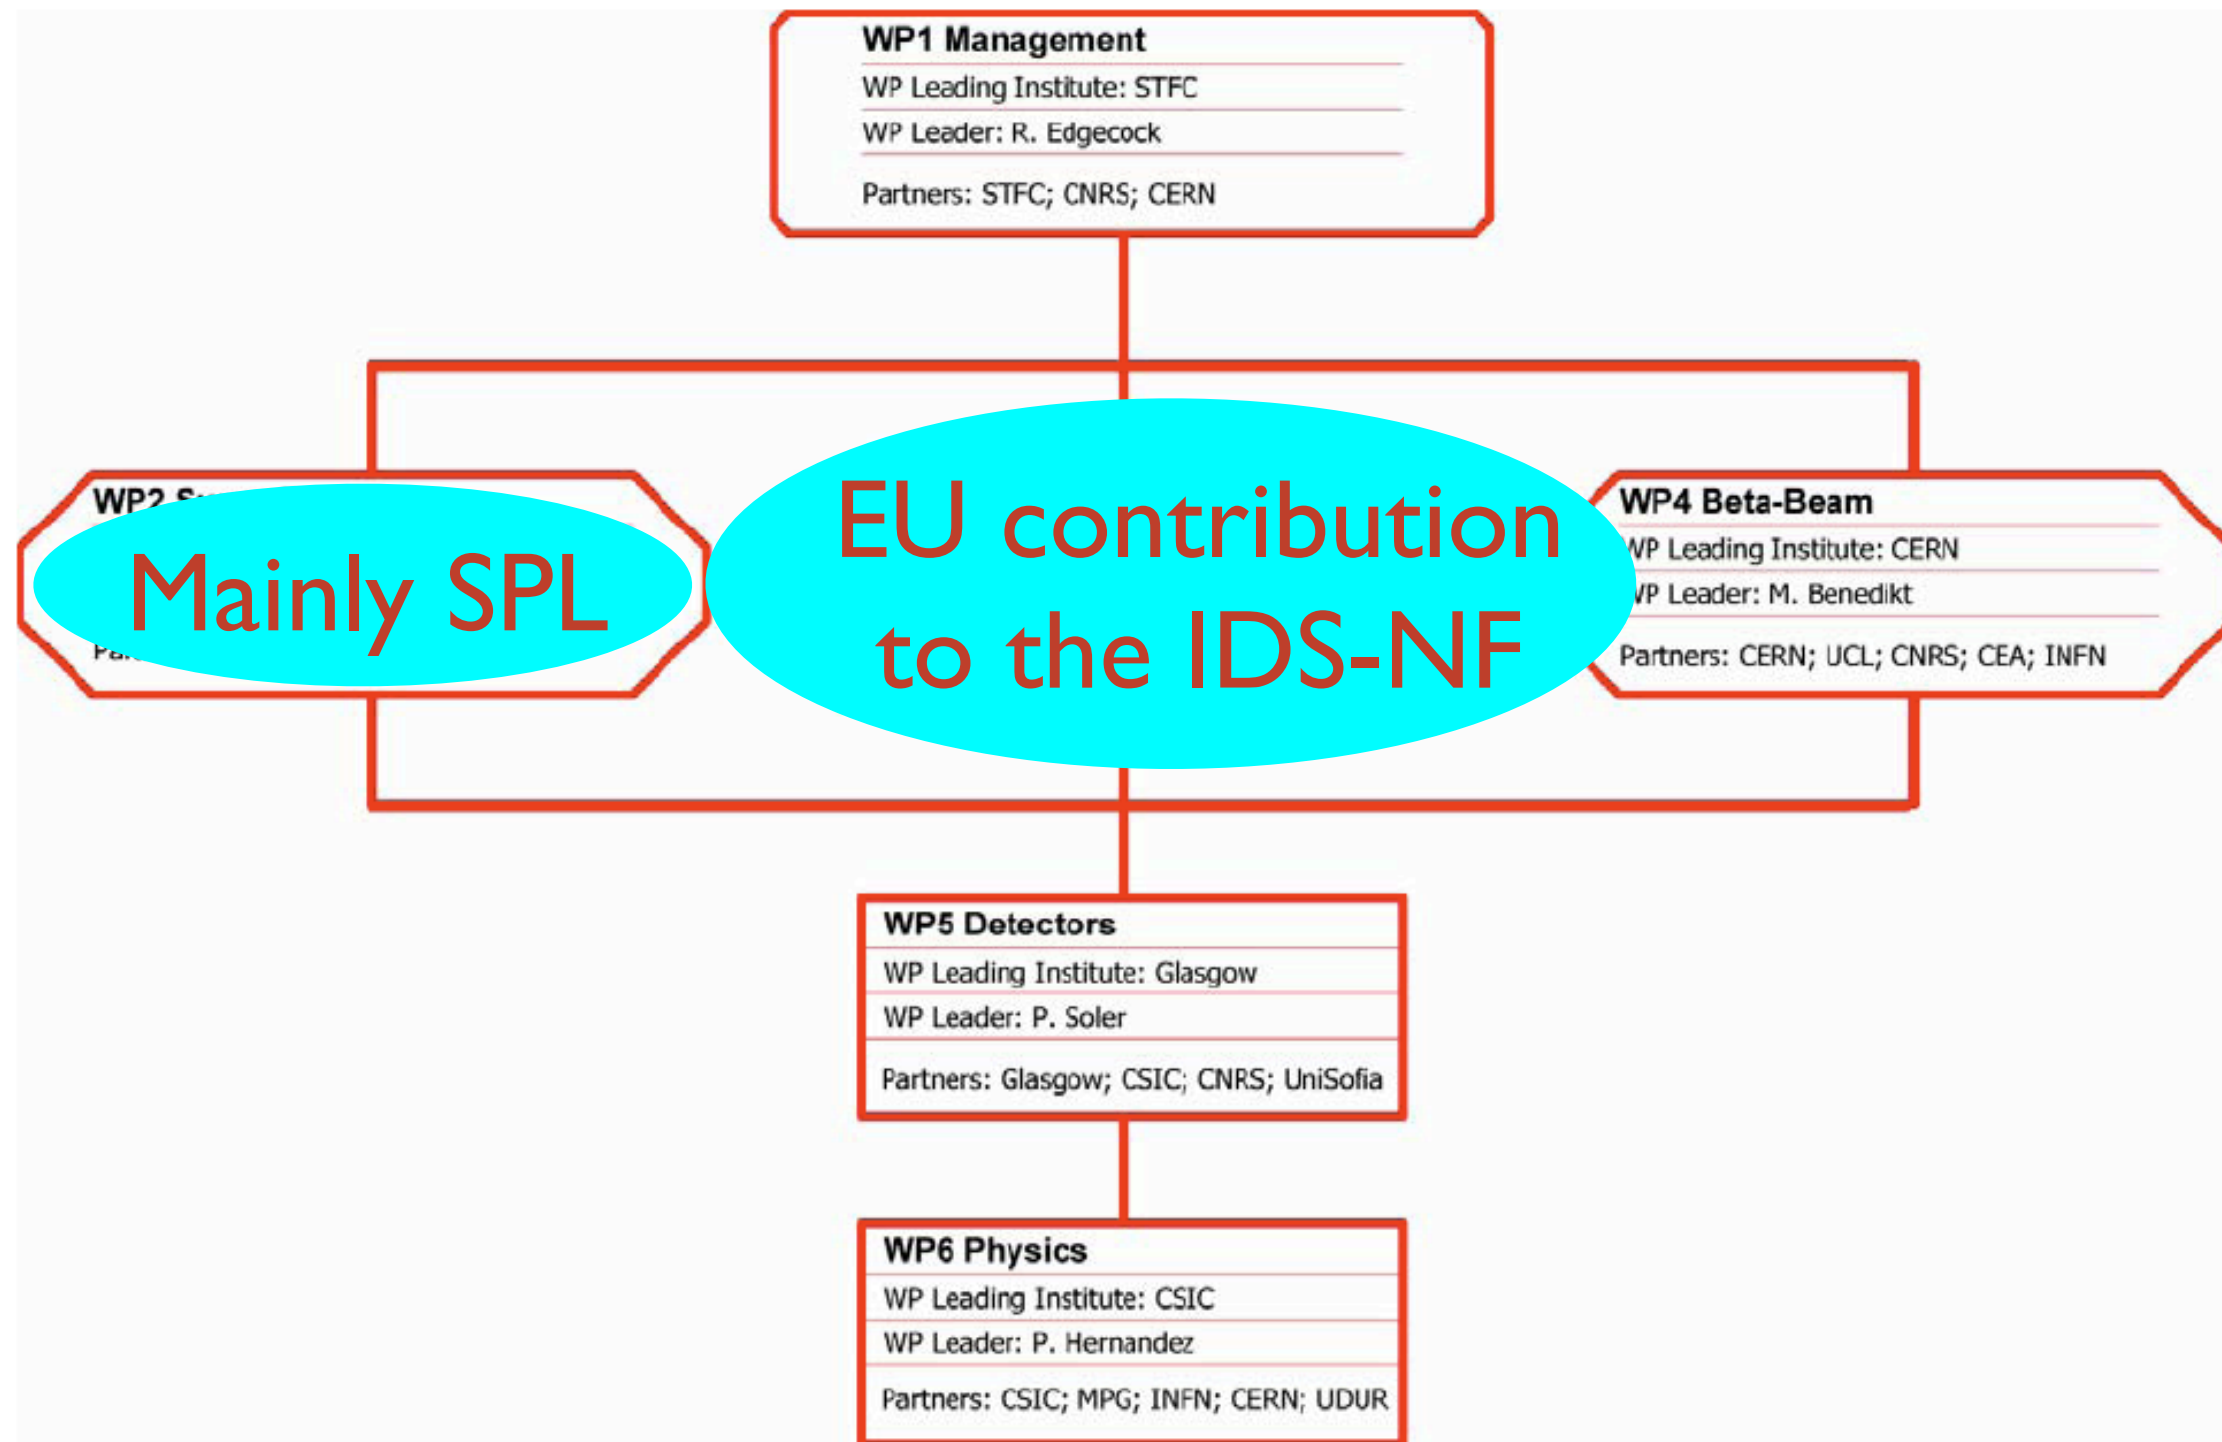 WP1 Management
WP Leading Institute: STFC
WP Leader: R. Edgecock
Partners: STFC; CNRS; CERN
WP2
Mainly SPL
EU contribution
to the IDS-NF
WP4 Beta-Beam
WP Leading Institute: CERN
WP Leader: M. Benedikt
Partners: CERN; UCL; CNRS; CEA; INFN
WP5 Detectors
WP Leading Institute: Glasgow
WP Leader: P. Soler
Partners: Glasgow; CSIC; CNRS; UniSofia
WP6 Physics
WP Leading Institute: CSIC
WP Leader: P. Hernandez
Partners: CSIC; MPG; INFN; CERN; UDUR